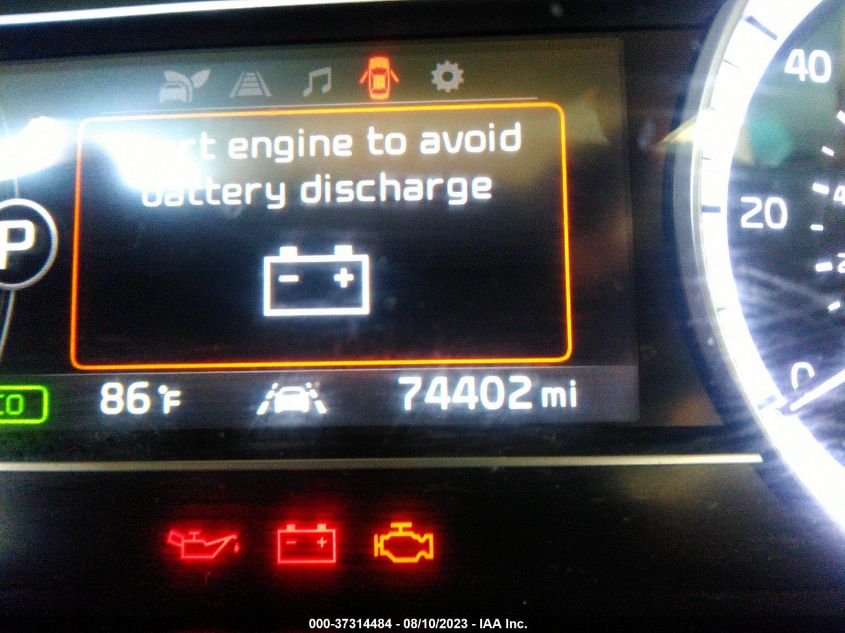 engine to avoid
battery discharge
P
- +
86°F
74402 mi
40
20
0
- +
000-37314484 - 08/10/2023 - IAA Inc.